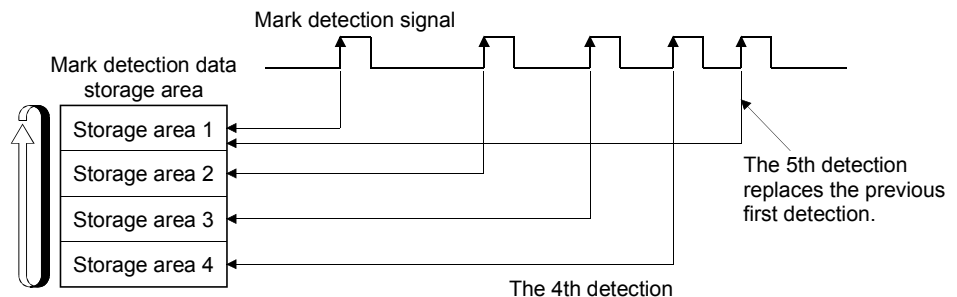 Mark detection signal
Mark detection data
storage area
Storage area 1
Storage area 2
Storage area 3
Storage area 4
The 5th detection
replaces the previous
first detection.
The 4th detection